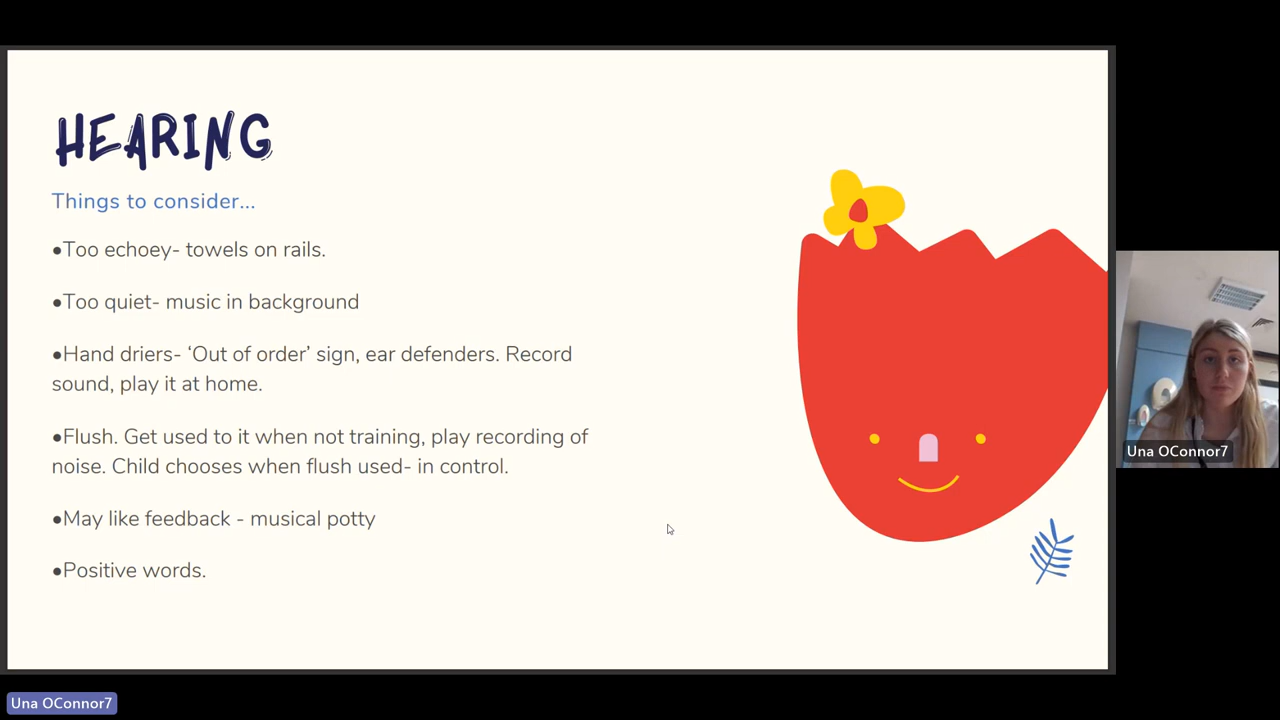 HEARING
Things to consider...
●Too echoey- towels on rails.
●Too quiet- music in background
●Hand driers- ‘Out of order’ sign, ear defenders. Record
sound, play it at home.
●Flush. Get used to it when not training, play recording of
noise. Child chooses when flush used- in control.
●May like feedback - musical potty
●Positive words.
Una OConnor7
Una OConnor7